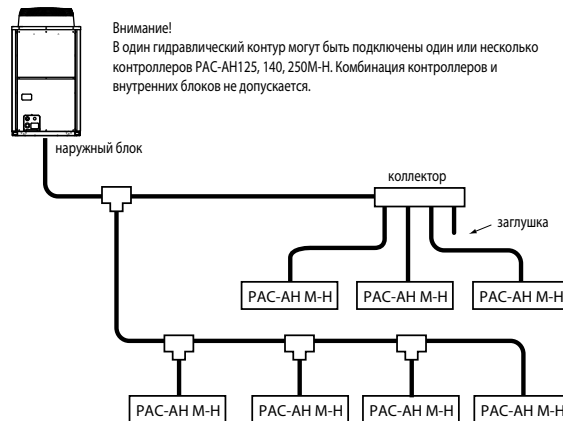 Внимание!
В один гидравлический контур могут быть подключены один или несколько
контроллеров PAC-AH125, 140, 250M-H. Комбинация контроллеров и
внутренних блоков не допускается.
наружный блок
коллектор
заглушка
PAC-AH M-H
PAC-AH M-H
PAC-AH M-H
PAC-AH M-H
PAC-AH M-H
PAC-AH M-H
PAC-AH M-H